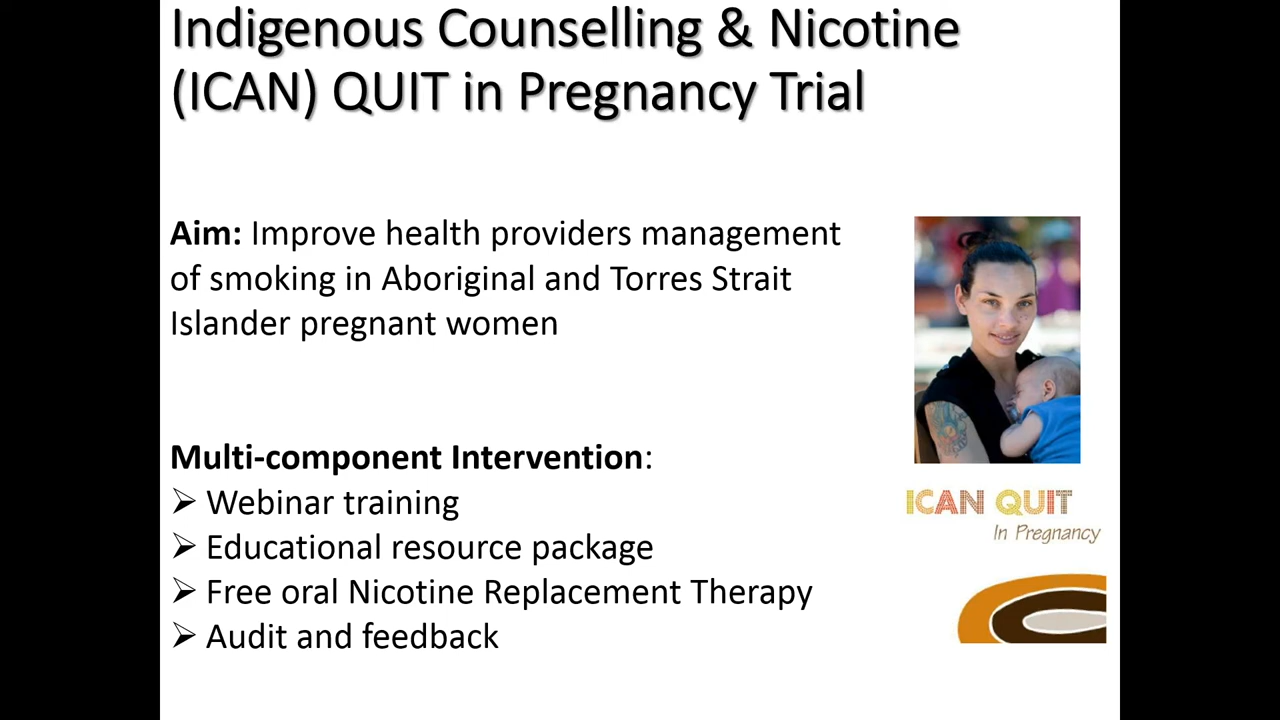 Indigenous Counselling & Nicotine
(ICAN) QUIT in Pregnancy Trial
Aim: Improve health providers management
of smoking in Aboriginal and Torres Strait
Islander pregnant women
Multi-component Intervention:
➢ Webinar training
➢ Educational resource package
➢ Free oral Nicotine Replacement Therapy
➢ Audit and feedback
ICAN QUIT
In Pregnancy